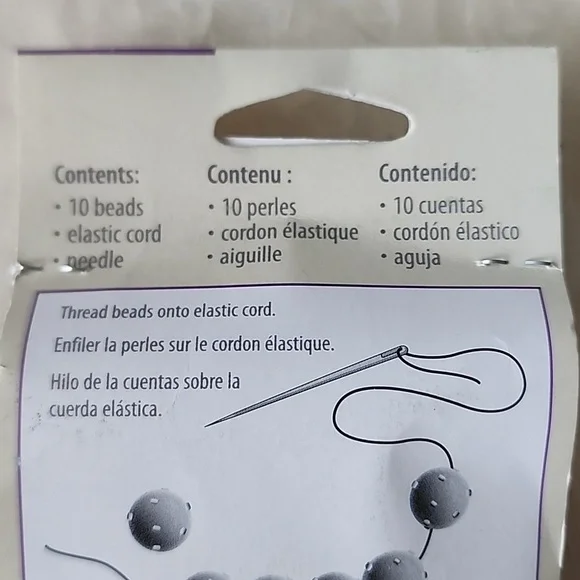 Contents:
• 10 beads
• elastic cord
• needle
Contenu :
• 10 perles
• cordon élastique
• aiguille
Contenido:
• 10 cuentas
• cordón élastico
• aguja
Thread beads onto elastic cord.
Enfiler la perles sur le cordon élastique.
Hilo de la cuentas sobre la
cuerda elástica.